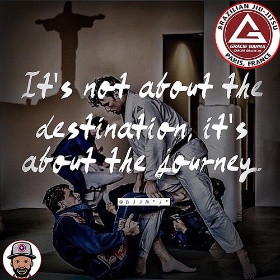 BRAZILIAN JIU-JITSU
GRACIE BARRA
PARIS, FRANCE
It's not about the
destination, it's
about the journey.